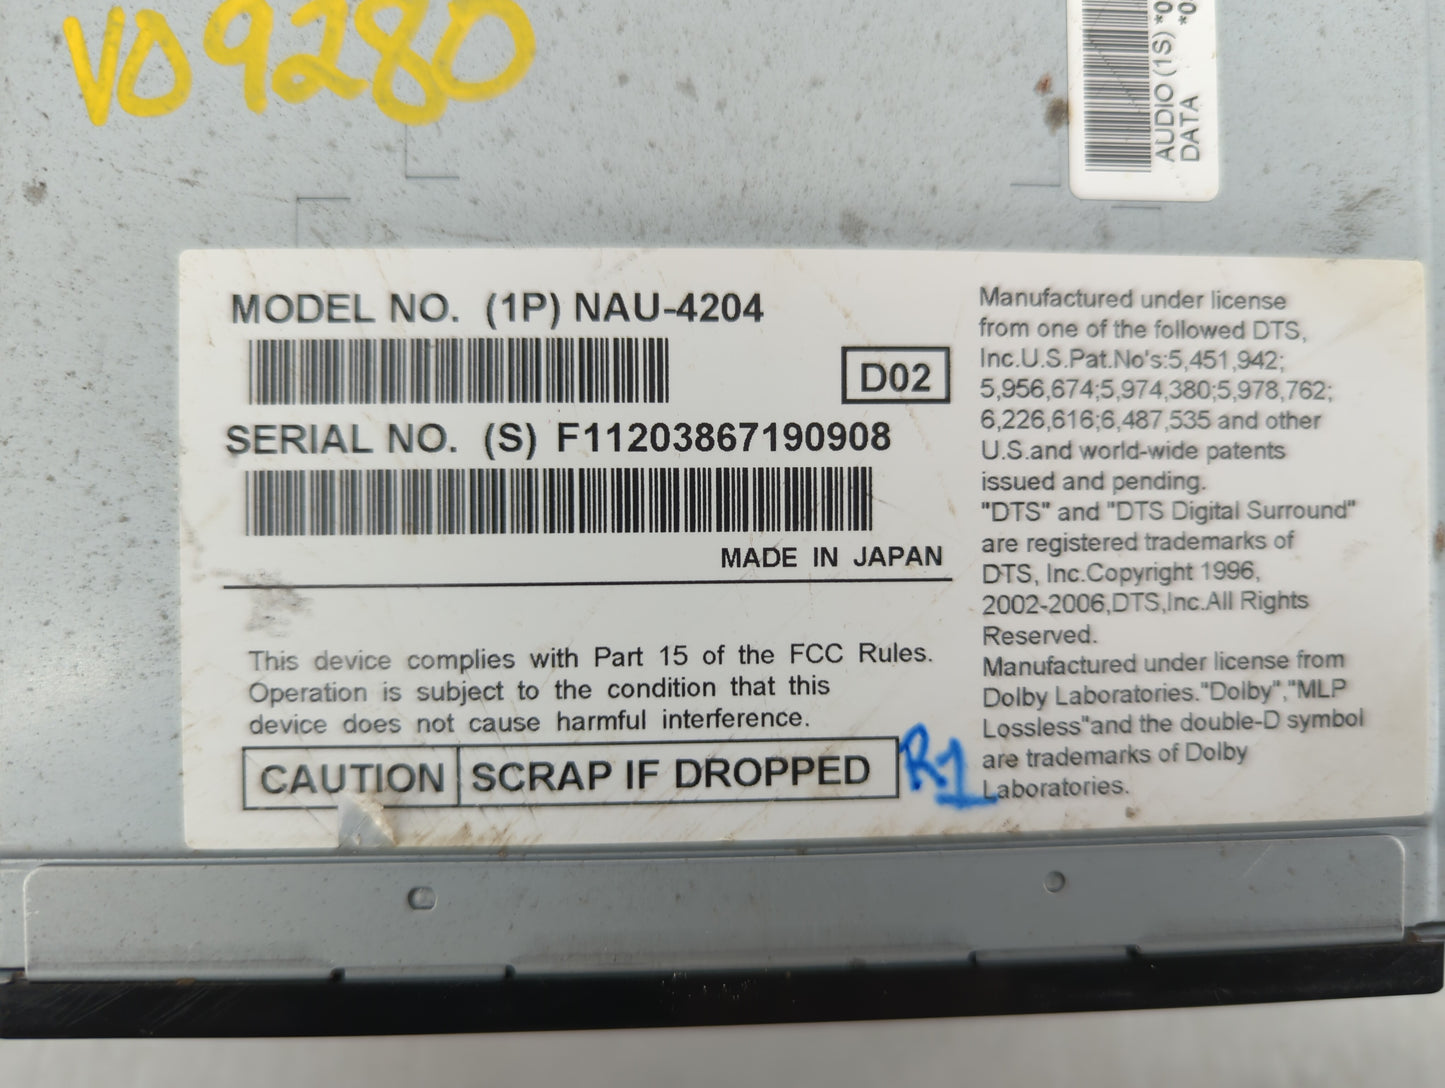 VO9280
AUDIO (1S) *0
DATA *0
MODEL NO. (1P) NAU-4204
D02
SERIAL NO. (S) F11203867190908
MADE IN JAPAN
This device complies with Part 15 of the FCC Rules.
Operation is subject to the condition that this
device does not cause harmful interference.
CAUTION SCRAP IF DROPPED
R1
Manufactured under license
from one of the followed DTS,
Inc.U.S.Pat.No's:5,451,942;
5,956,674;5,974,380;5,978,762;
6,226,616;6,487,535 and other
U.S.and world-wide patents
issued and pending.
"DTS" and "DTS Digital Surround"
are registered trademarks of
DTS, Inc.Copyright 1996,
2002-2006,DTS,Inc.All Rights
Reserved.
Manufactured under license from
Dolby Laboratories."Dolby","MLP
Lossless"and the double-D symbol
are trademarks of Dolby
Laboratories.